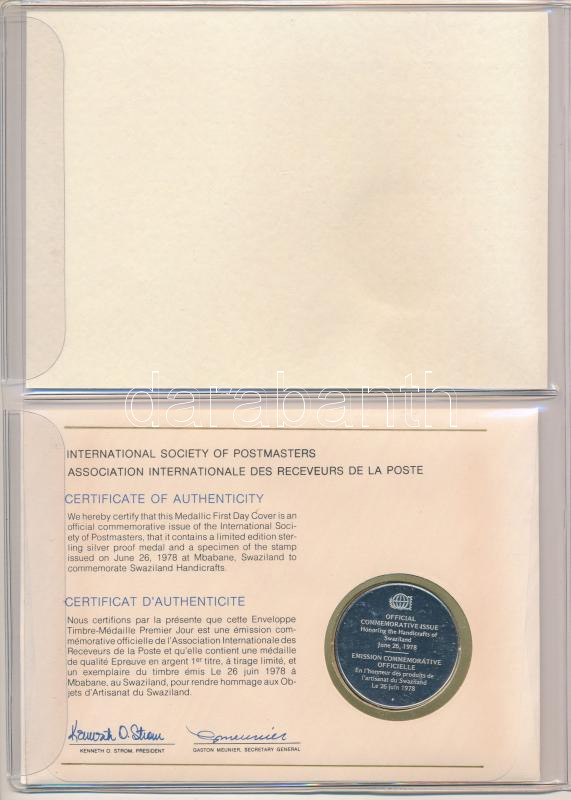 darabanth
INTERNATIONAL SOCIETY OF POSTMASTERS
ASSOCIATION INTERNATIONALE DES RECEVEURS DE LA POSTE
CERTIFICATE OF AUTHENTICITY
We hereby certify that this Medallic First Day Cover is an
official commemorative issue of the International Soci-
ety of Postmasters, that it contains a limited edition ster-
ling silver proof medal and a specimen of the stamp
issued on June 26, 1978 at Mbabane, Swaziland to
commemorate Swaziland Handicrafts.
CERTIFICAT D'AUTHENTICITE
Nous certifions par la présente que cette Enveloppe
Timbre-Médaille Premier Jour est une émission com-
mémorative officielle de l'Association Internationale des
Receveurs de la Poste et qu'elle contient une médaille
de qualité Epreuve en argent 1er titre, à tirage limité, et
un exemplaire du timbre émis Le 26 juin 1978 à
Mbabane, au Swaziland, pour rendre hommage aux Ob-
jets d'Artisanat du Swaziland.
Kenneth O. Strom
KENNETH O. STROM, PRESIDENT
G Meunier
GASTON MEUNIER, SECRETARY GENERAL
OFFICIAL
COMMEMORATIVE ISSUE
Honoring the Handicrafts of
Swaziland
June 26, 1978
EMISSION COMMEMORATIVE
OFFICIELLE
En l'honneur des produits de
l'artisanat du Swaziland
Le 26 juin 1978